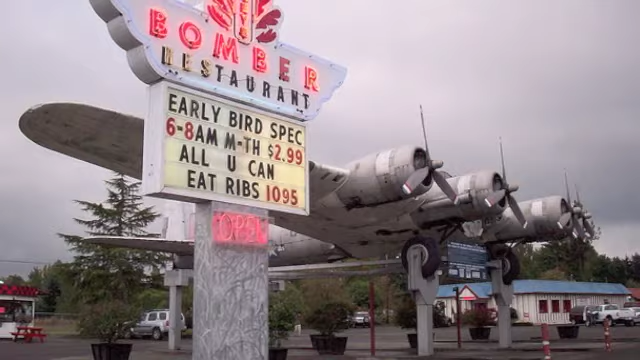 BOMBER
RESTAURANT
EARLY BIRD SPEC
6-8AM M-TH $2.99
ALL U CAN
EAT RIBS 1095
OPEN